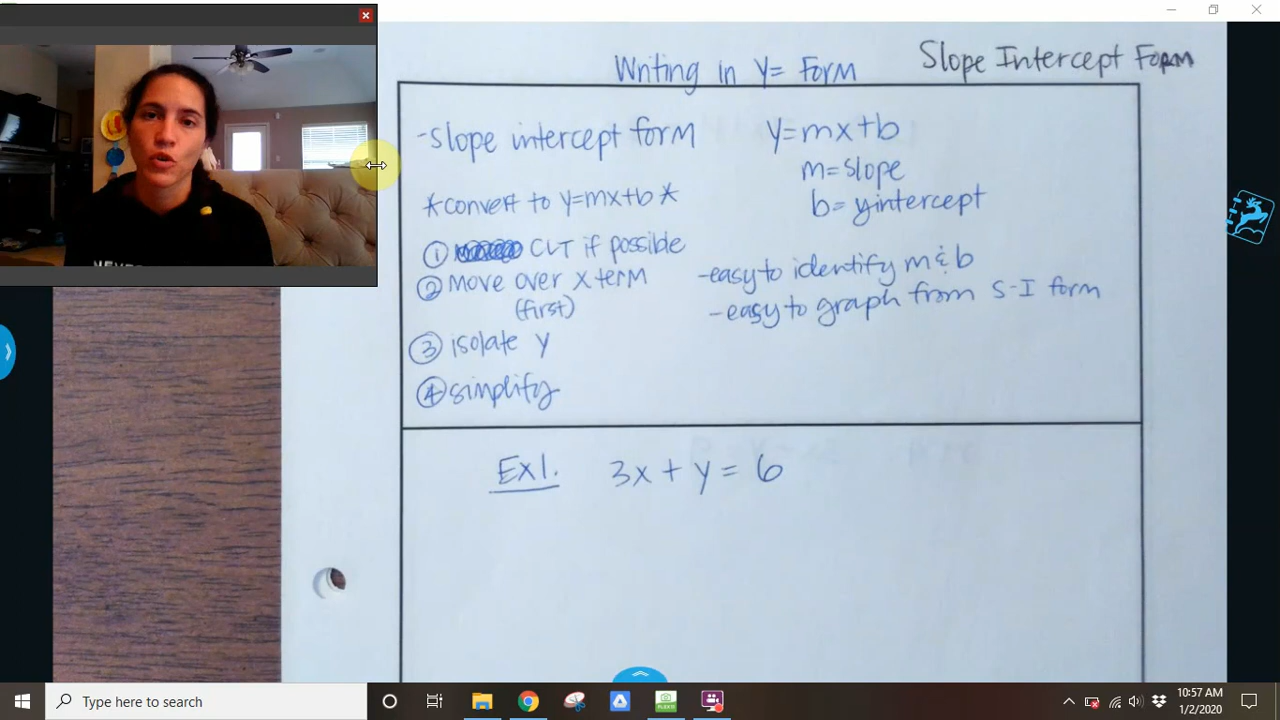 Writing in Y= Form
Slope Intercept Form
-slope intercept form
y=mx+b
m=slope
b=yintercept
*convert to y=mx+b*
① CLT if possible
② move over x term
(first)
③ isolate y
④ simplify
-easy to identify m & b
-easy to graph from S-I form
Ex1. 3x + y = 6
Type here to search
10:57 AM
1/2/2020